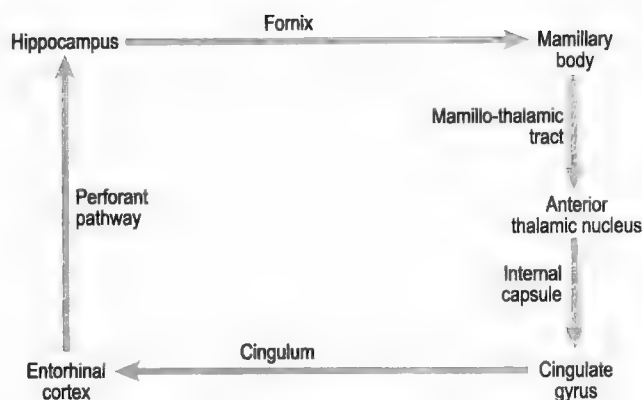 Fornix
Hippocampus
Mamillary
body
Mamillo-thalamic
tract
Perforant
pathway
Anterior
thalamic nucleus
Internal
capsule
Cingulum
Entorhinal
cortex
Cingulate
gyrus